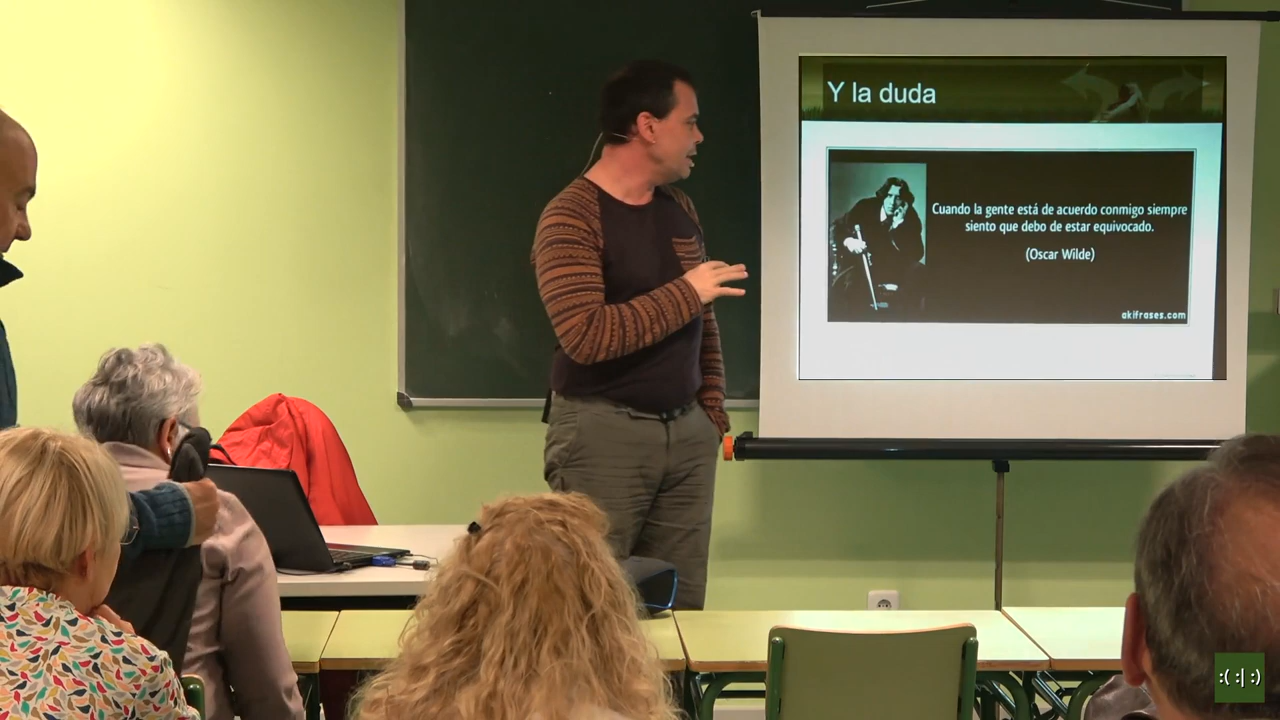 Y la duda
Cuando la gente está de acuerdo conmigo siempre
siento que debo de estar equivocado.
(Oscar Wilde)
akifrases.com
:( :| :)